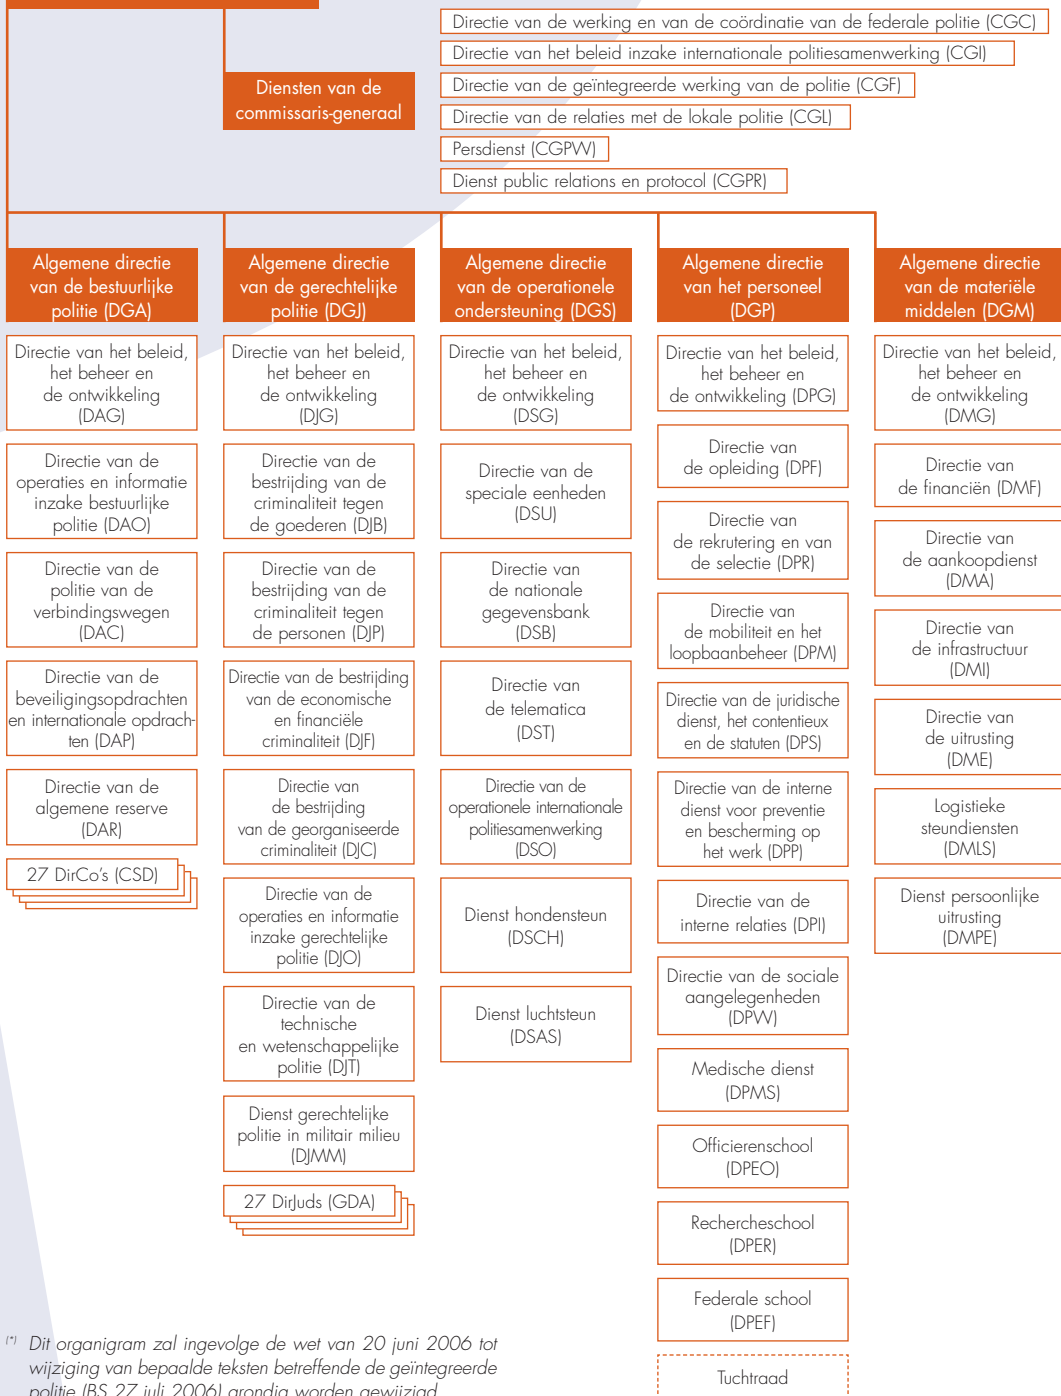 Directie van de werking en van de coördinatie van de federale politie (CGC)
Directie van het beleid inzake internationale politiesamenwerking (CGI)
Diensten van de
commissaris-generaal
Directie van de geïntegreerde werking van de politie (CGF)
Directie van de relaties met de lokale politie (CGL)
Persdienst (CGPW)
Dienst public relations en protocol (CGPR)
Algemene directie
van de bestuurlijke
politie (DGA)
Directie van het beleid,
het beheer en
de ontwikkeling
(DAG)
Directie van de
operaties en informatie
inzake bestuurlijke
politie (DAO)
Directie van de
politie van de
verbindingswegen
(DAC)
Directie van de
beveiligingsopdrachten
en internationale opdrach-
ten (DAP)
Directie van de
algemene reserve
(DAR)
27 DirCo's (CSD)
Algemene directie
van de gerechtelijke
politie (DGJ)
Directie van het beleid,
het beheer en
de ontwikkeling
(DJG)
Directie van de
bestrijding van de
criminaliteit tegen
de goederen (DJB)
Directie van de
bestrijding van de
criminaliteit tegen
de personen (DJP)
Directie van de bestrijding
van de economische
en financiële
criminaliteit (DJF)
Directie van
de bestrijding
van de georganiseerde
criminaliteit (DJC)
Directie van de
operaties en informatie
inzake gerechtelijke
politie (DJO)
Directie van de
technische
en wetenschappelijke
politie (DJT)
Dienst gerechtelijke
politie in militair milieu
(DJMM)
27 DirJuds (GDA)
Algemene directie
van de operationele
ondersteuning (DGS)
Directie van het beleid,
het beheer en
de ontwikkeling
(DSG)
Directie van de
speciale eenheden
(DSU)
Directie van
de nationale
gegevensbank
(DSB)
Directie van
de telematica
(DST)
Directie van de
operationele internationale
politiesamenwerking
(DSO)
Dienst hondensteun
(DSCH)
Dienst luchtsteun
(DSAS)
Algemene directie
van het personeel
(DGP)
Directie van het beleid,
het beheer en
de ontwikkeling (DPG)
Directie van
de opleiding (DPF)
Directie van
de rekrutering en van
de selectie (DPR)
Directie van
de mobiliteit en het
loopbaanbeheer (DPM)
Directie van de juridische
dienst, het contentieux
en de statuten (DPS)
Directie van de interne
dienst voor preventie
en bescherming op
het werk (DPP)
Directie van de
interne relaties (DPI)
Directie van de sociale
aangelegenheden
(DPW)
Medische dienst
(DPMS)
Officierenschool
(DPEO)
Rechercheschool
(DPER)
Federale school
(DPEF)
Tuchtraad
Algemene directie
van de materiële
middelen (DGM)
Directie van het beleid,
het beheer en
de ontwikkeling
(DMG)
Directie van
de financiën (DMF)
Directie van
de aankoopdienst
(DMA)
Directie van
de infrastructuur
(DMI)
Directie van
de uitrusting
(DME)
Logistieke
steundiensten
(DMLS)
Dienst persoonlijke
uitrusting
(DMPE)
(*) Dit organigram zal ingevolge de wet van 20 juni 2006 tot
wijziging van bepaalde teksten betreffende de geïntegreerde
politie (BS 27 juli 2006) grondig worden gewijzigd